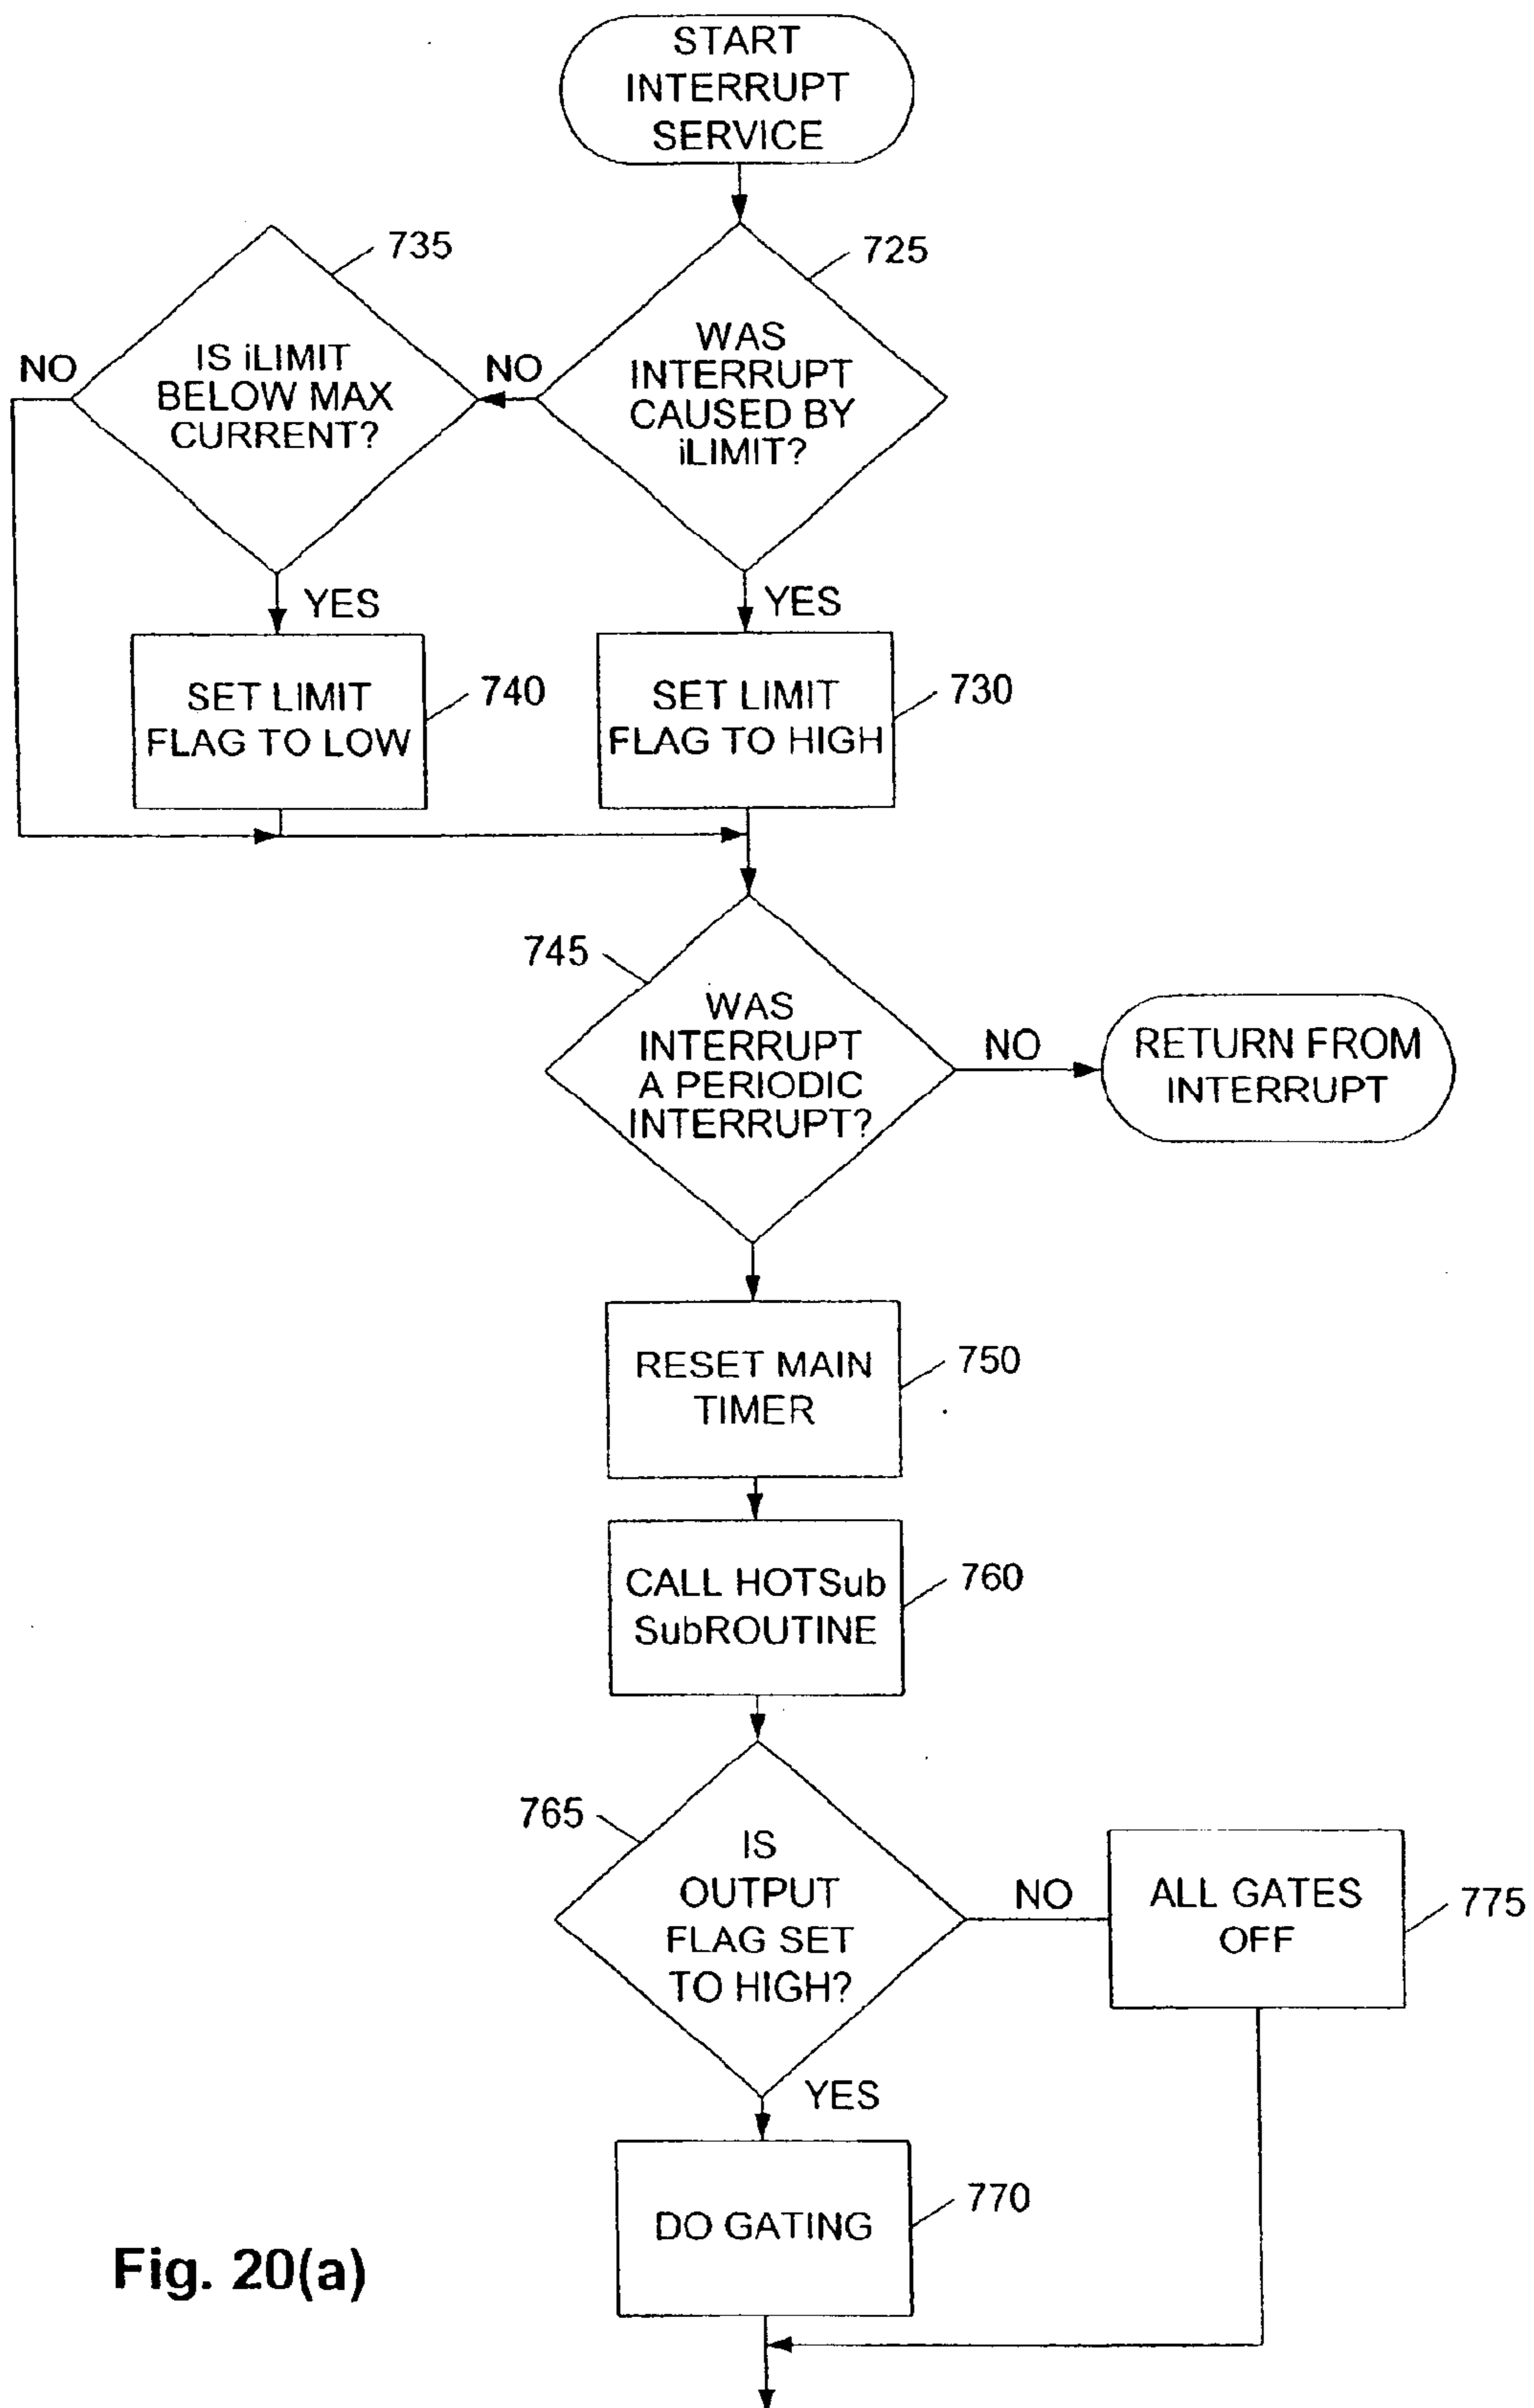 START
INTERRUPT
SERVICE
735
725
IS iLIMIT
BELOW MAX
CURRENT?
NO
NO
WAS
INTERRUPT
CAUSED BY
iLIMIT?
YES
YES
SET LIMIT
FLAG TO LOW
740
SET LIMIT
FLAG TO HIGH
730
745
WAS
INTERRUPT
A PERIODIC
INTERRUPT?
NO
RETURN FROM
INTERRUPT
RESET MAIN
TIMER
750
CALL HOTSub
SubROUTINE
760
765
IS
OUTPUT
FLAG SET
TO HIGH?
NO
ALL GATES
OFF
775
YES
DO GATING
770
Fig. 20(a)